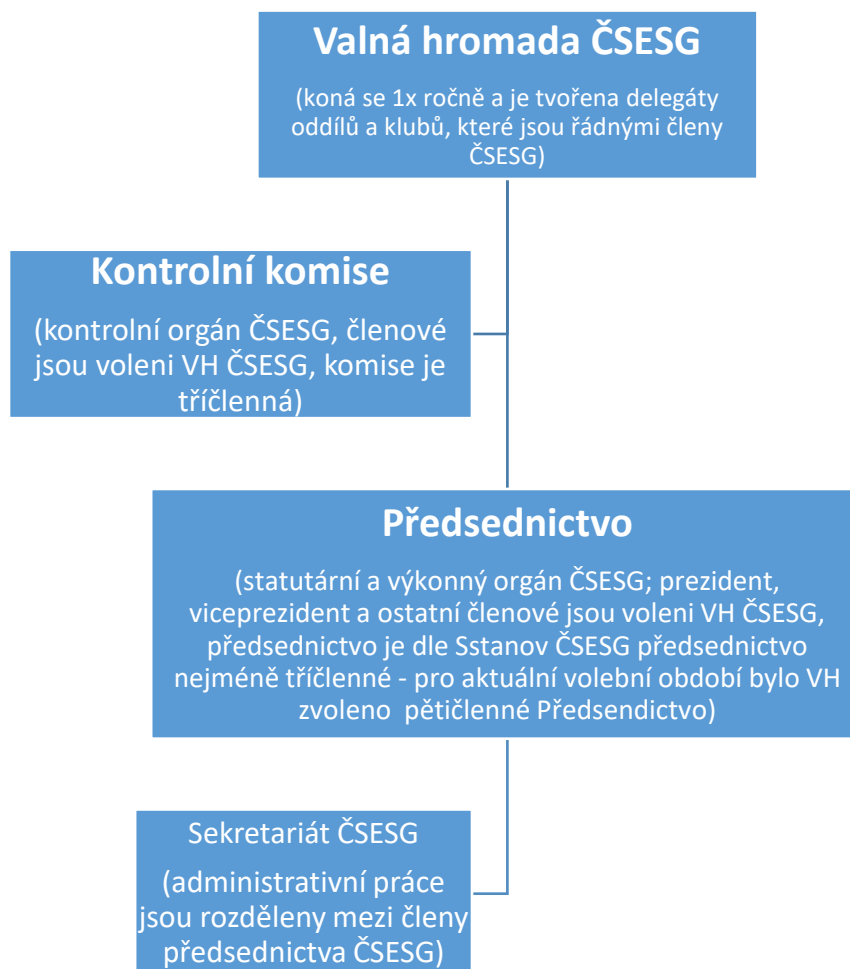 Valná hromada ČSESG
(koná se 1x ročně a je tvořena delegáty
oddílů a klubů, které jsou řádnými členy
ČSESG)
Kontrolní komise
(kontrolní orgán ČSESG, členové
jsou voleni VH ČSESG, komise je
tříčlenná)
Předsednictvo
(statutární a výkonný orgán ČSESG; prezident,
viceprezident a ostatní členové jsou voleni VH ČSESG,
předsednictvo je dle Sstanov ČSESG předsednictvo
nejméně tříčlenné - pro aktuální volební období bylo VH
zvoleno  pětičlenné Předsendictvo)
Sekretariát ČSESG
(administrativní práce
jsou rozděleny mezi členy
předsednictva ČSESG)